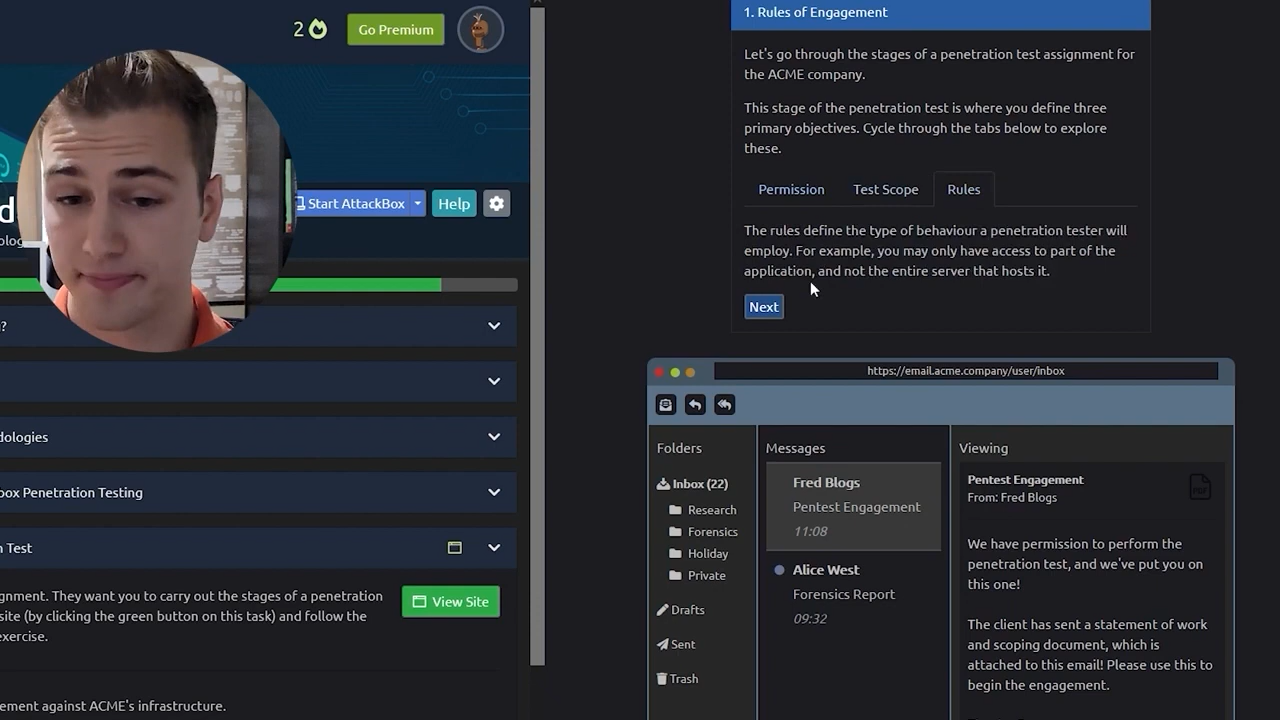 2
Go Premium
Start AttackBox
Help
?
dologies
box Penetration Testing
n Test
ignment. They want you to carry out the stages of a penetration
site (by clicking the green button on this task) and follow the
exercise.
View Site
ement against ACME's infrastructure.
1. Rules of Engagement
Let's go through the stages of a penetration test assignment for
the ACME company.
This stage of the penetration test is where you define three
primary objectives. Cycle through the tabs below to explore
these.
Permission
Test Scope
Rules
The rules define the type of behaviour a penetration tester will
employ. For example, you may only have access to part of the
application, and not the entire server that hosts it.
Next
https://email.acme.company/user/inbox
Folders
Inbox (22)
Research
Forensics
Holiday
Private
Drafts
Sent
Trash
Messages
Fred Blogs
Pentest Engagement
11:08
Alice West
Forensics Report
09:32
Viewing
Pentest Engagement
From: Fred Blogs
PDF
We have permission to perform the
penetration test, and we've put you on
this one!
The client has sent a statement of work
and scoping document, which is
attached to this email! Please use this to
begin the engagement.